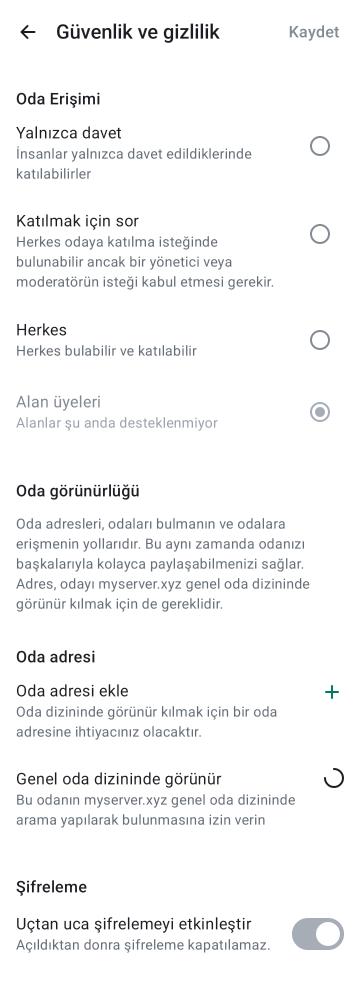 Güvenlik ve gizlilik
Kaydet
Oda Erişimi
Yalnızca davet
İnsanlar yalnızca davet edildiklerinde
katılabilirler
Katılmak için sor
Herkes odaya katılma isteğinde
bulunabilir ancak bir yönetici veya
moderatörün isteği kabul etmesi gerekir.
Herkes
Herkes bulabilir ve katılabilir
Alan üyeleri
Alanlar şu anda desteklenmiyor
Oda görünürlüğü
Oda adresleri, odaları bulmanın ve odalara
erişmenin yollarıdır. Bu aynı zamanda odanızı
başkalarıyla kolayca paylaşabilmenizi sağlar.
Adres, odayı myserver.xyz genel oda dizininde
görünür kılmak için de gereklidir.
Oda adresi
Oda adresi ekle
Oda dizininde görünür kılmak için bir oda
adresine ihtiyacınız olacaktır.
Genel oda dizininde görünür
Bu odanın myserver.xyz genel oda dizininde
arama yapılarak bulunmasına izin verin
Şifreleme
Uçtan uca şifrelemeyi etkinleştir
Açıldıktan donra şifreleme kapatılamaz.